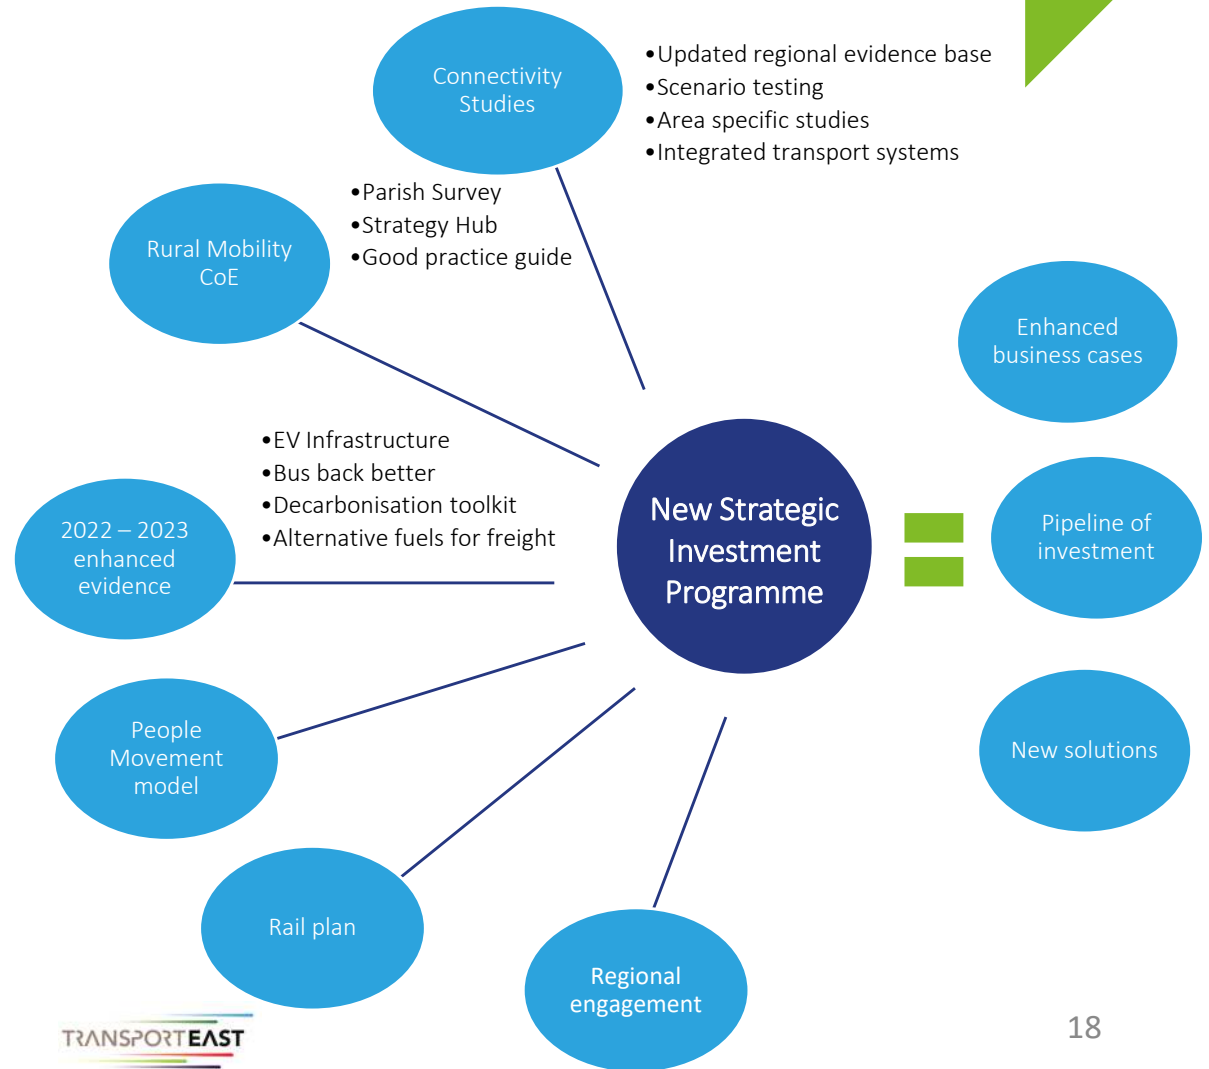 Connectivity
Studies
•Updated regional evidence base
•Scenario testing
•Area specific studies
•Integrated transport systems
Rural Mobility
CoE
•Parish Survey
•Strategy Hub
•Good practice guide
2022 – 2023
enhanced
evidence
•EV Infrastructure
•Bus back better
•Decarbonisation toolkit
•Alternative fuels for freight
People
Movement
model
Rail plan
Regional
engagement
New Strategic
Investment
Programme
Enhanced
business cases
Pipeline of
investment
New solutions
TRANSPORTEAST
18